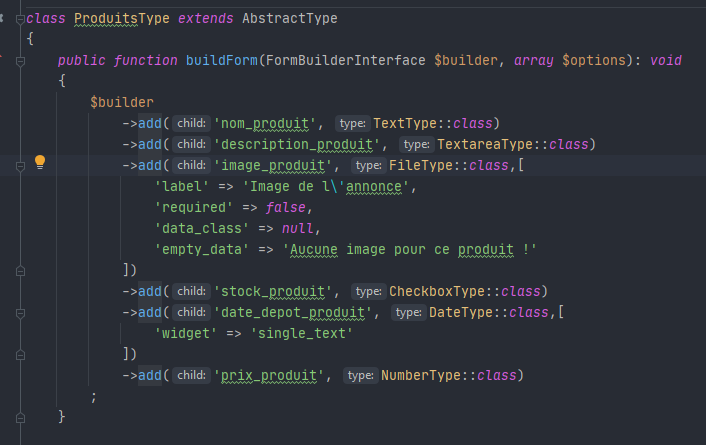 class ProduitsType extends AbstractType
{
    public function buildForm(FormBuilderInterface $builder, array $options): void
    {
        $builder
            ->add( child: 'nom_produit', type: TextType::class)
            ->add( child: 'description_produit', type: TextareaType::class)
            ->add( child: 'image_produit', type: FileType::class,[
                'label' => 'Image de l\'annonce',
                'required' => false,
                'data_class' => null,
                'empty_data' => 'Aucune image pour ce produit !'
            ])
            ->add( child: 'stock_produit', type: CheckboxType::class)
            ->add( child: 'date_depot_produit', type: DateType::class,[
                'widget' => 'single_text'
            ])
            ->add( child: 'prix_produit', type: NumberType::class)
        ;
    }